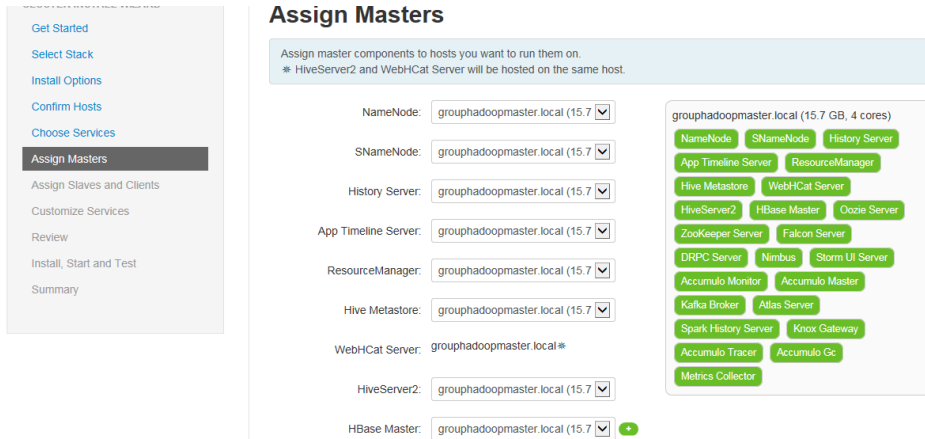 CLUSTER INSTALL WIZARD
Get Started
Select Stack
Install Options
Confirm Hosts
Choose Services
Assign Masters
Assign Slaves and Clients
Customize Services
Review
Install, Start and Test
Summary
Assign Masters
Assign master components to hosts you want to run them on.
✵ HiveServer2 and WebHCat Server will be hosted on the same host.
NameNode: grouphadoopmaster.local (15.7
SNameNode: grouphadoopmaster.local (15.7
History Server: grouphadoopmaster.local (15.7
App Timeline Server: grouphadoopmaster.local (15.7
ResourceManager: grouphadoopmaster.local (15.7
Hive Metastore: grouphadoopmaster.local (15.7
WebHCat Server: grouphadoopmaster.local✵
HiveServer2: grouphadoopmaster.local (15.7
HBase Master: grouphadoopmaster.local (15.7 +
grouphadoopmaster.local (15.7 GB, 4 cores)
NameNode SNameNode History Server
App Timeline Server ResourceManager
Hive Metastore WebHCat Server
HiveServer2 HBase Master Oozie Server
ZooKeeper Server Falcon Server
DRPC Server Nimbus Storm UI Server
Accumulo Monitor Accumulo Master
Kafka Broker Atlas Server
Spark History Server Knox Gateway
Accumulo Tracer Accumulo Gc
Metrics Collector